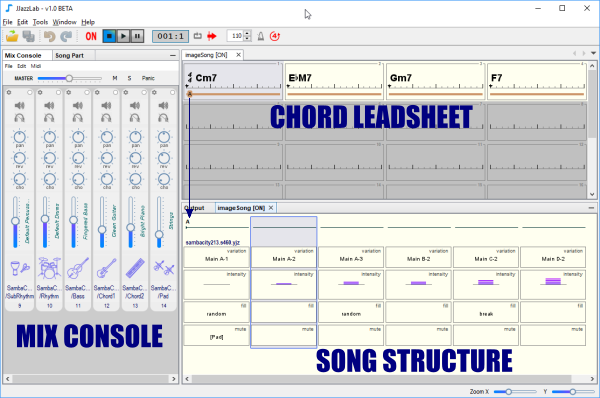 JJazzLab - v1.0 BETA
File Edit Tools Window Help
ON 001:1 110
Mix Console Song Part
File Edit Midi
MASTER M S Panic
imageSong [ON]
Cm7 E♭M7 Gm7 F7
CHORD LEADSHEET
pan pan pan pan pan pan
rev rev rev rev rev rev
cho cho cho cho cho cho
Default Percus... Default Drums Fingered Bass Clean Guitar Bright Piano Strings
SambaC... SambaC... SambaC... SambaC... SambaC... SambaC...
/SubRhythm /Rhythm /Bass /Chord1 /Chord2 /Pad
9 10 11 12 13 14
MIX CONSOLE
Output imageSong [ON]
A
sambacity213.s460.yjz
variation variation variation variation variation variation
Main A-1 Main A-2 Main A-3 Main B-2 Main C-2 Main D-2
intensity intensity intensity intensity intensity intensity
fill fill fill fill fill fill
random random break
mute mute mute mute mute mute
[Pad]
SONG STRUCTURE
Zoom X Y